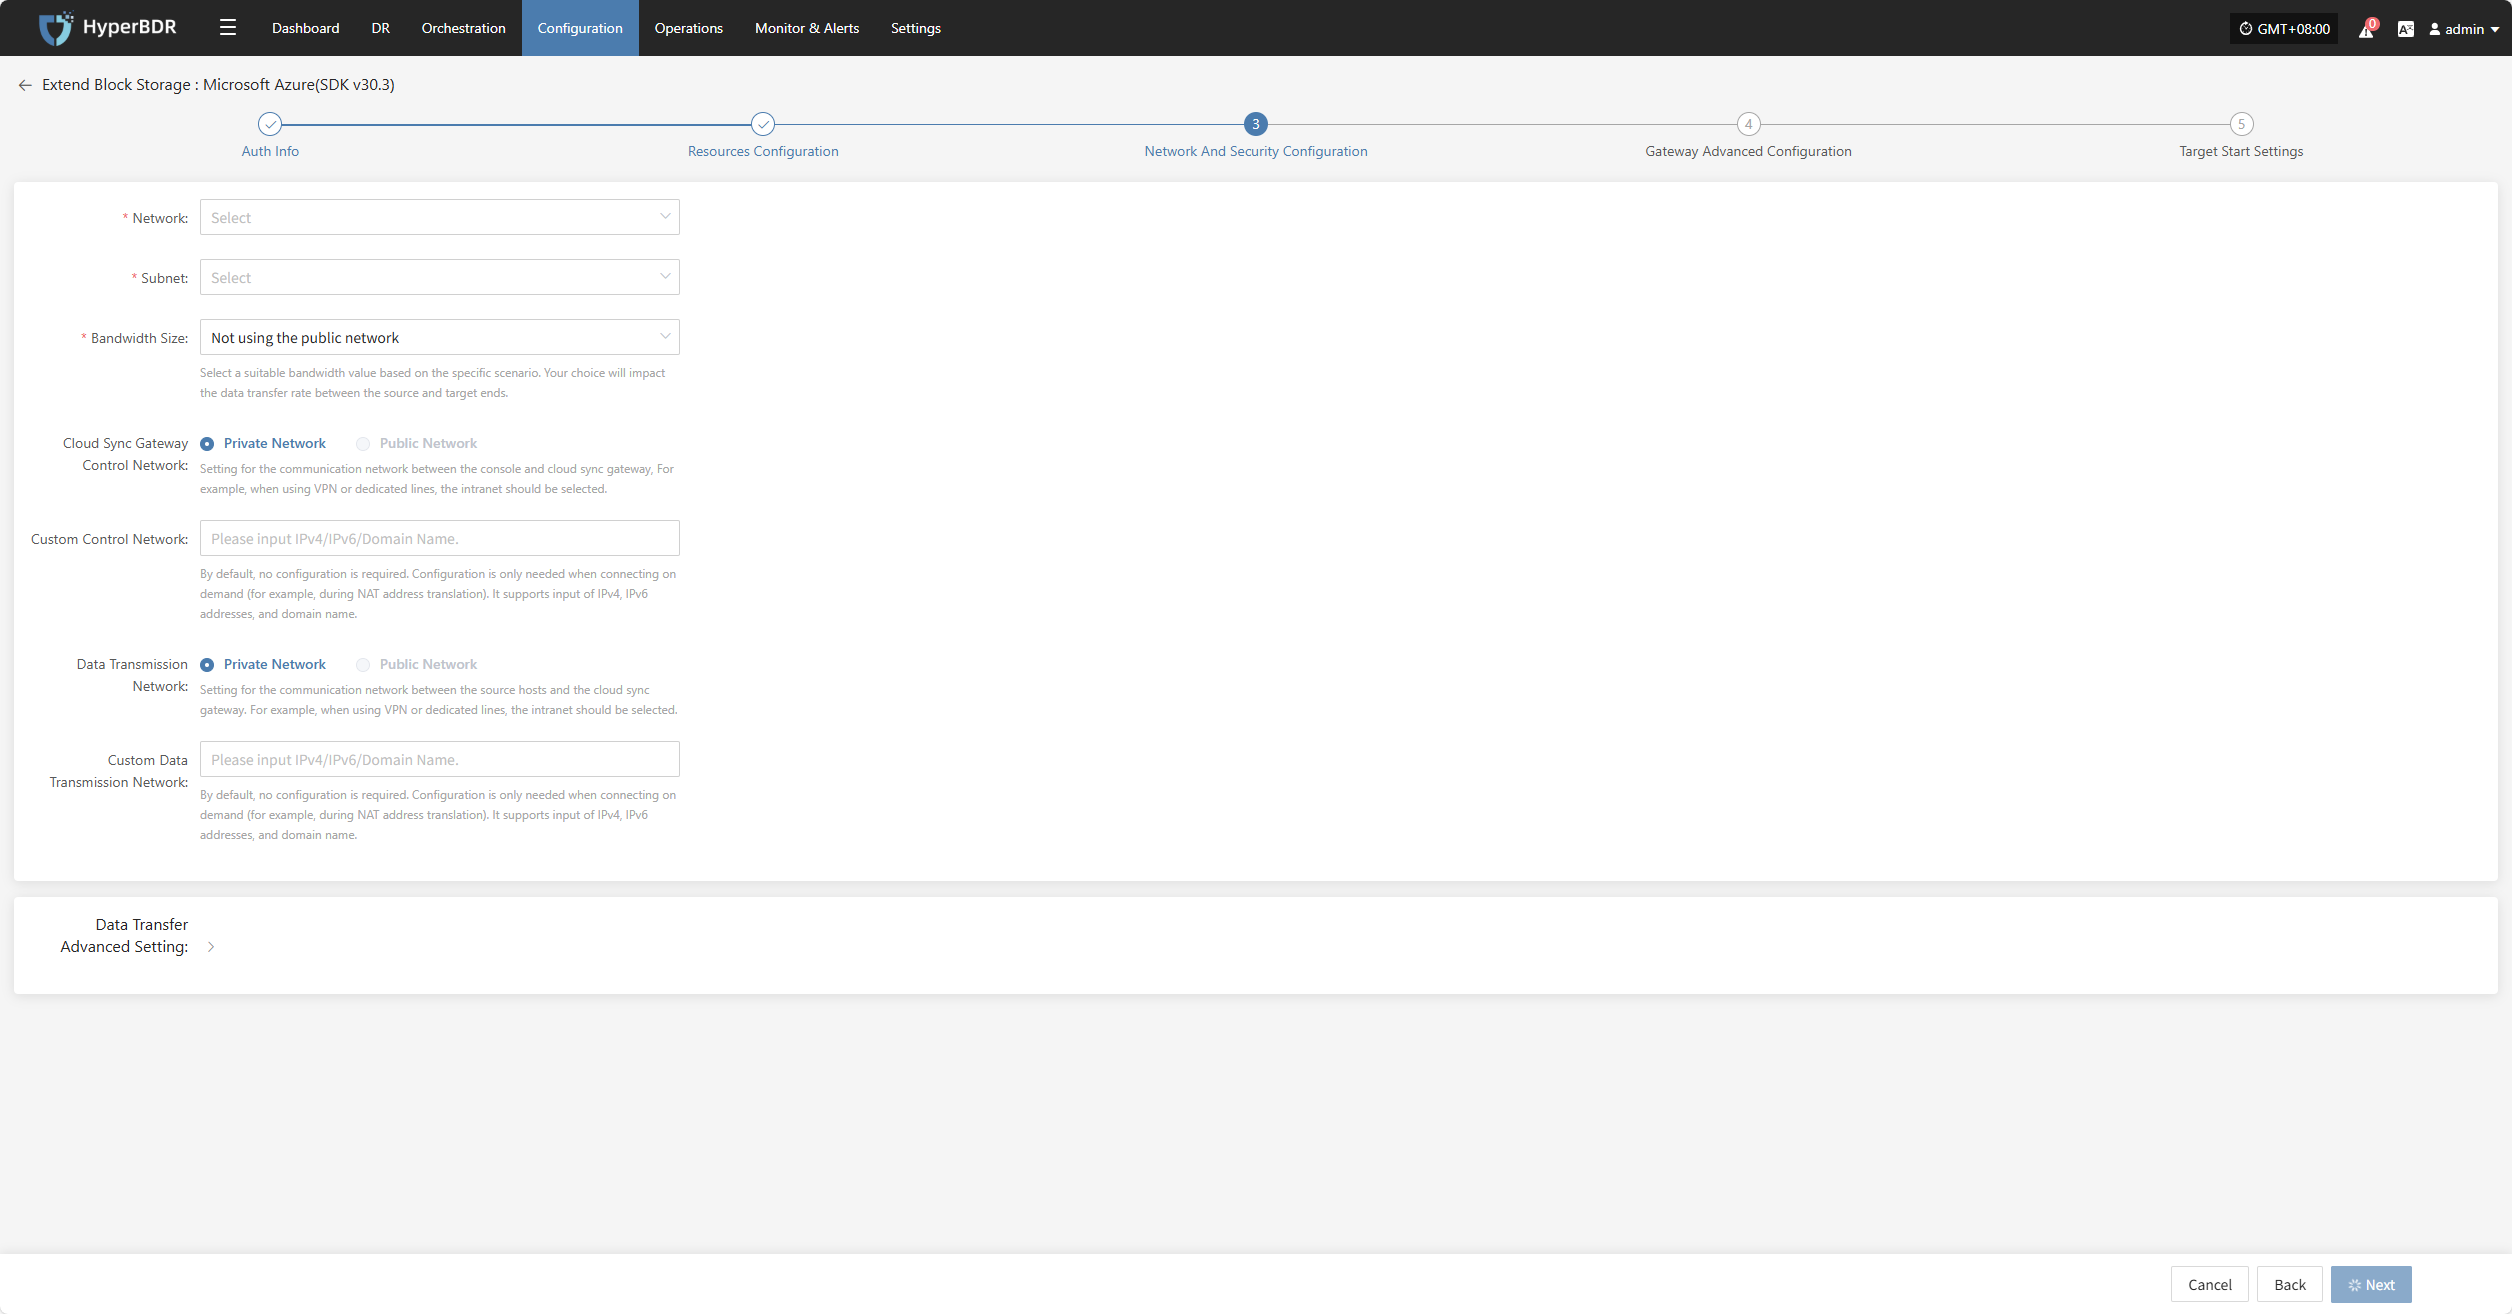 HyperBDR
Dashboard
DR
Orchestration
Configuration
Operations
Monitor & Alerts
Settings
GMT+08:00
0
admin
Extend Block Storage : Microsoft Azure(SDK v30.3)
3
4
5
Auth Info
Resources Configuration
Network And Security Configuration
Gateway Advanced Configuration
Target Start Settings
* Network:
Select
* Subnet:
Select
* Bandwidth Size:
Not using the public network
Select a suitable bandwidth value based on the specific scenario. Your choice will impact
the data transfer rate between the source and target ends.
Cloud Sync Gateway
Control Network:
Private Network
Public Network
Setting for the communication network between the console and cloud sync gateway, For
example, when using VPN or dedicated lines, the intranet should be selected.
Custom Control Network:
Please input IPv4/IPv6/Domain Name.
By default, no configuration is required. Configuration is only needed when connecting on
demand (for example, during NAT address translation). It supports input of IPv4, IPv6
addresses, and domain name.
Data Transmission
Network:
Private Network
Public Network
Setting for the communication network between the source hosts and the cloud sync
gateway. For example, when using VPN or dedicated lines, the intranet should be selected.
Custom Data
Transmission Network:
Please input IPv4/IPv6/Domain Name.
By default, no configuration is required. Configuration is only needed when connecting on
demand (for example, during NAT address translation). It supports input of IPv4, IPv6
addresses, and domain name.
Data Transfer
Advanced Setting:
Cancel
Back
Next